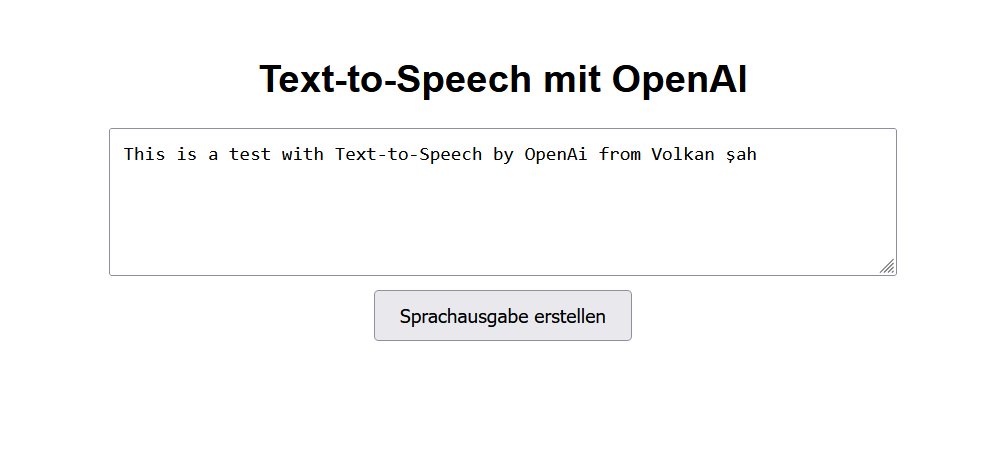 Text-to-Speech mit OpenAI
This is a test with Text-to-Speech by OpenAi from Volkan şah
Sprachausgabe erstellen